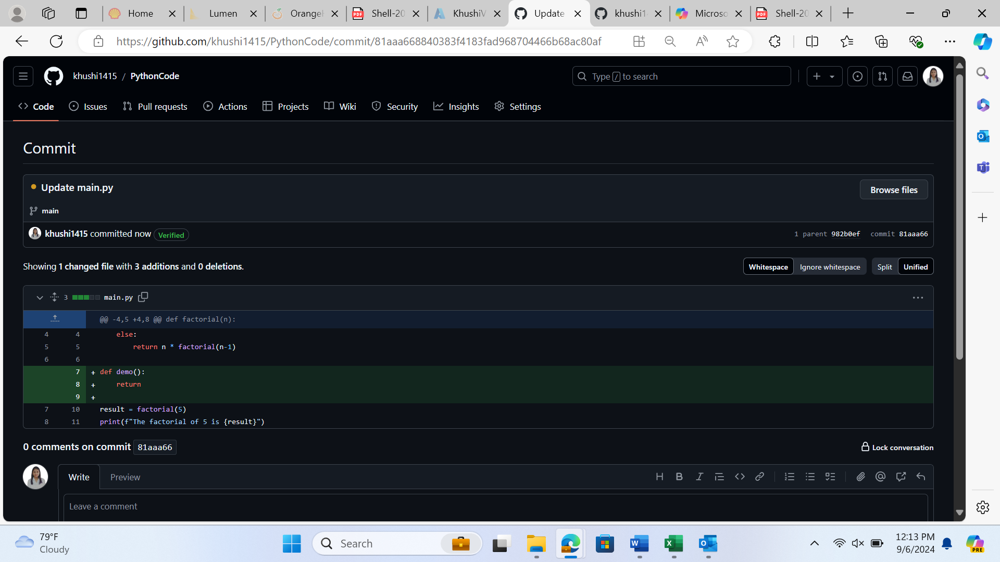 Home
Lumen
OrangeH
Shell-20
KhushiV
Update
khushi1
Microso
Shell-20
https://github.com/khushi1415/PythonCode/commit/81aaa668840383f4183fad968704466b68ac80af
khushi1415 / PythonCode
Type / to search
Code
Issues
Pull requests
Actions
Projects
Wiki
Security
Insights
Settings
Commit
Update main.py
Browse files
main
khushi1415 committed now Verified
1 parent 982b0ef commit 81aaa66
Showing 1 changed file with 3 additions and 0 deletions.
Whitespace Ignore whitespace
Split Unified
3 main.py
@@ -4,5 +4,8 @@ def factorial(n):
4 4 else:
5 5 return n * factorial(n-1)
6 6
7 + def demo():
8 + return
9 +
7 10 result = factorial(5)
8 11 print(f"The factorial of 5 is {result}")
0 comments on commit 81aaa66
Lock conversation
Write Preview
Leave a comment
79°F
Cloudy
Search
12:13 PM
9/6/2024
PRE